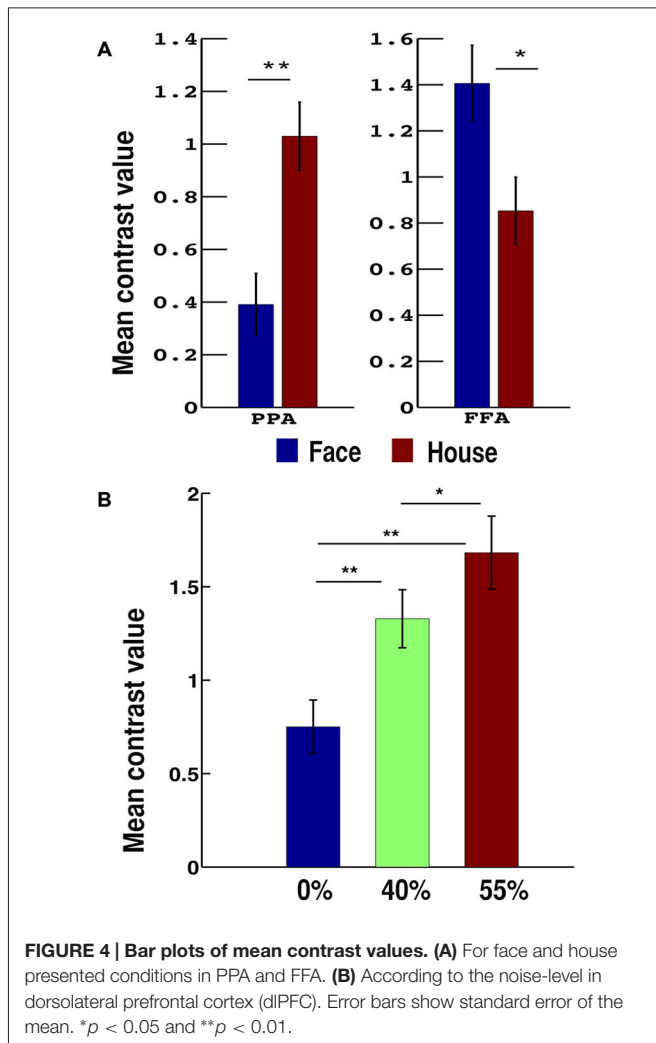 A
Mean contrast value
1.4
1.2
1
0.8
0.6
0.4
0.2
0
**
PPA
1.6
1.4
1.2
1
0.8
0.6
0.4
0.2
0
*
FFA
Face House
B
Mean contrast value
2
1.5
1
0.5
0
**
**
*
0% 40% 55%
FIGURE 4 | Bar plots of mean contrast values. (A) For face and house
presented conditions in PPA and FFA. (B) According to the noise-level in
dorsolateral prefrontal cortex (dlPFC). Error bars show standard error of the
mean. *p < 0.05 and **p < 0.01.